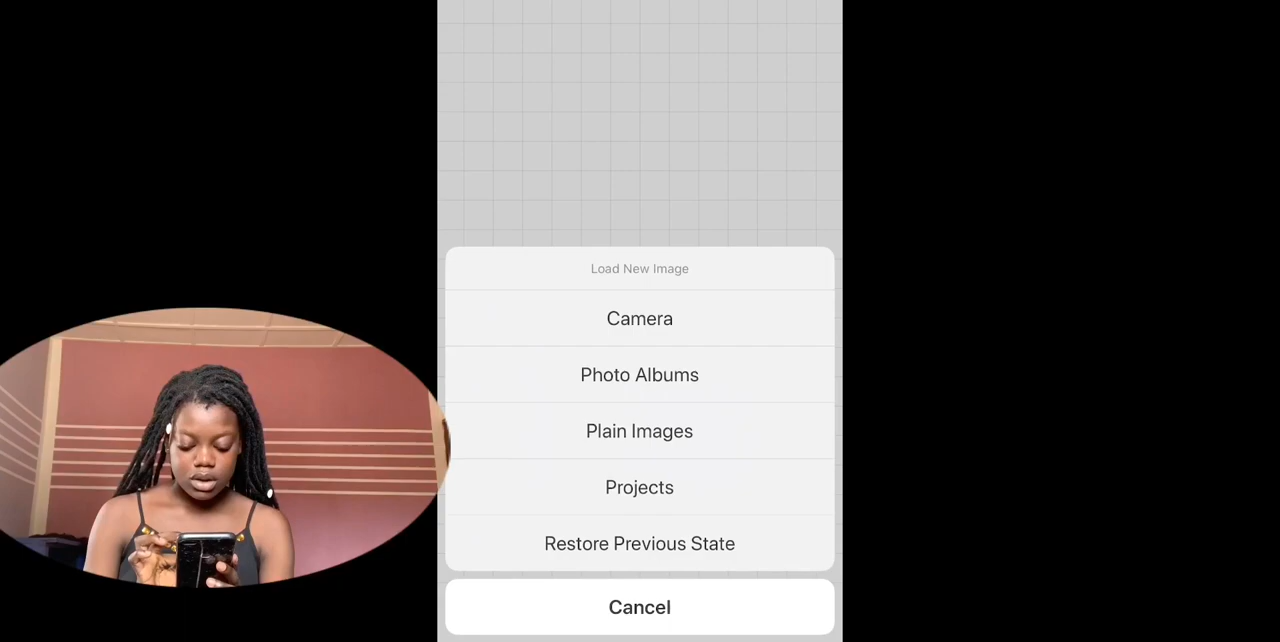 Load New Image
Camera
Photo Albums
Plain Images
Projects
Restore Previous State
Cancel